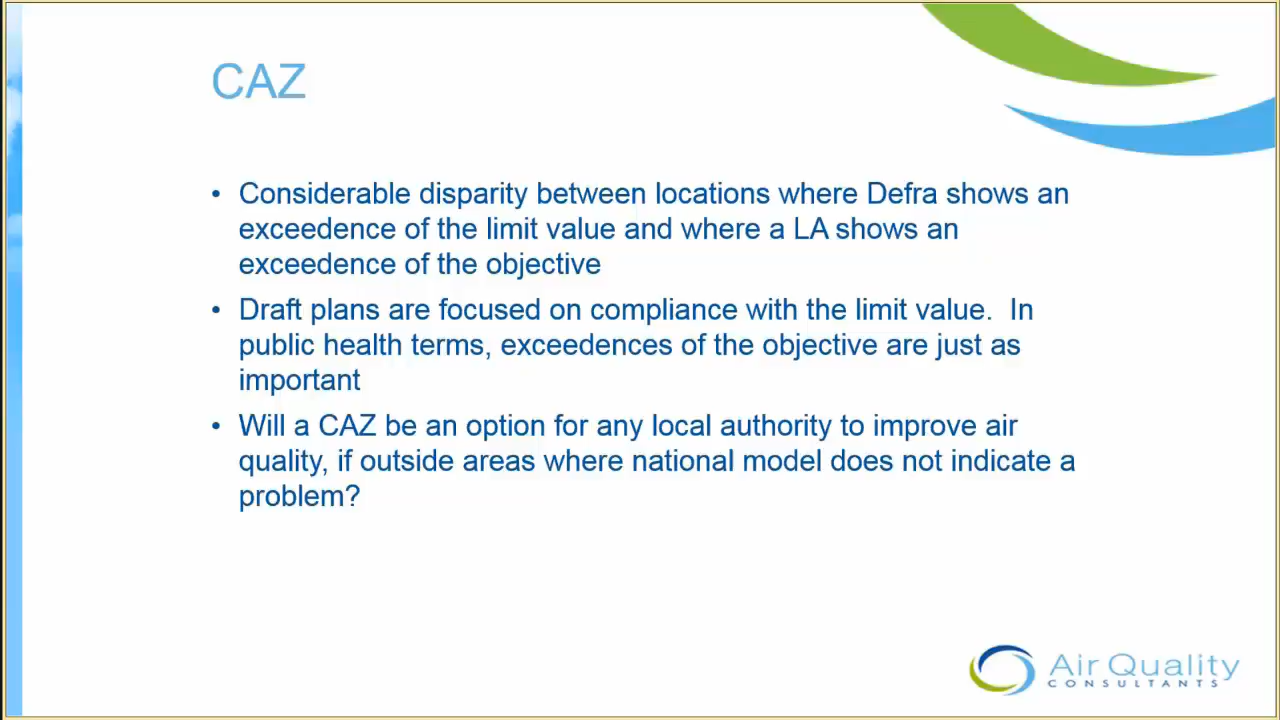 CAZ
• Considerable disparity between locations where Defra shows an
exceedence of the limit value and where a LA shows an
exceedence of the objective
• Draft plans are focused on compliance with the limit value.  In
public health terms, exceedences of the objective are just as
important
• Will a CAZ be an option for any local authority to improve air
quality, if outside areas where national model does not indicate a
problem?
Air Quality
CONSULTANTS